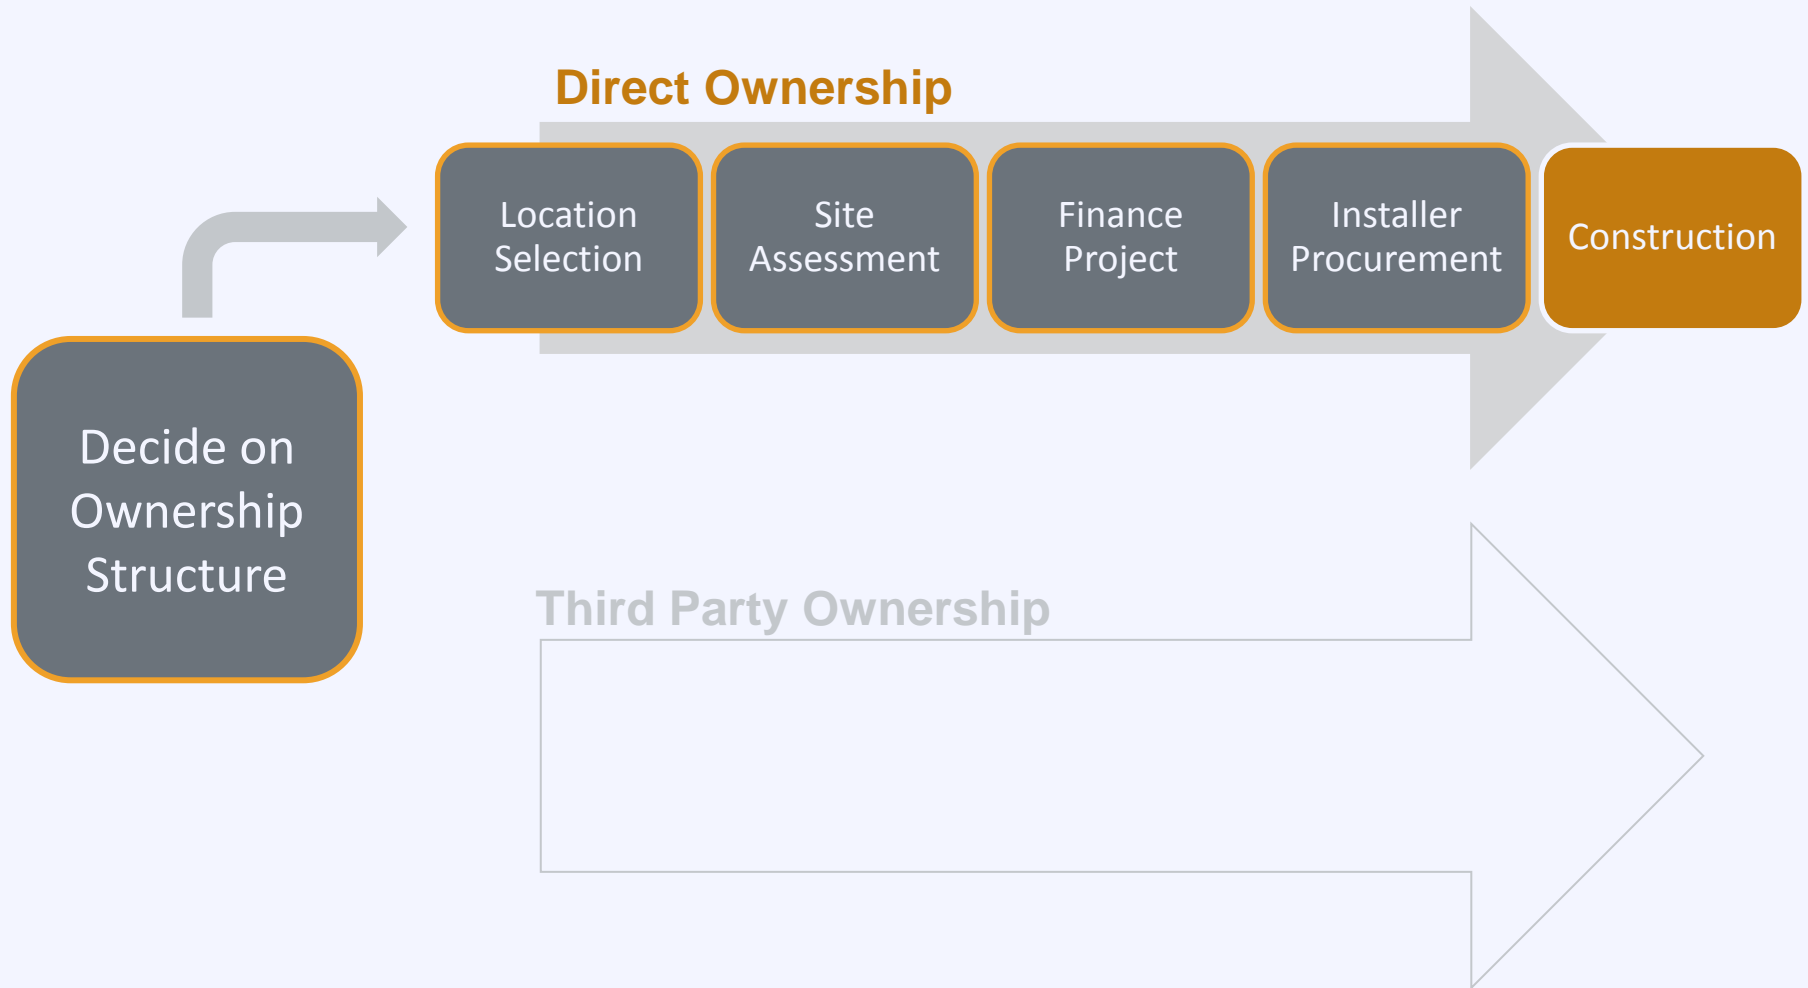 Direct Ownership
Location
Selection
Site
Assessment
Finance
Project
Installer
Procurement
Construction
Decide on
Ownership
Structure
Third Party Ownership